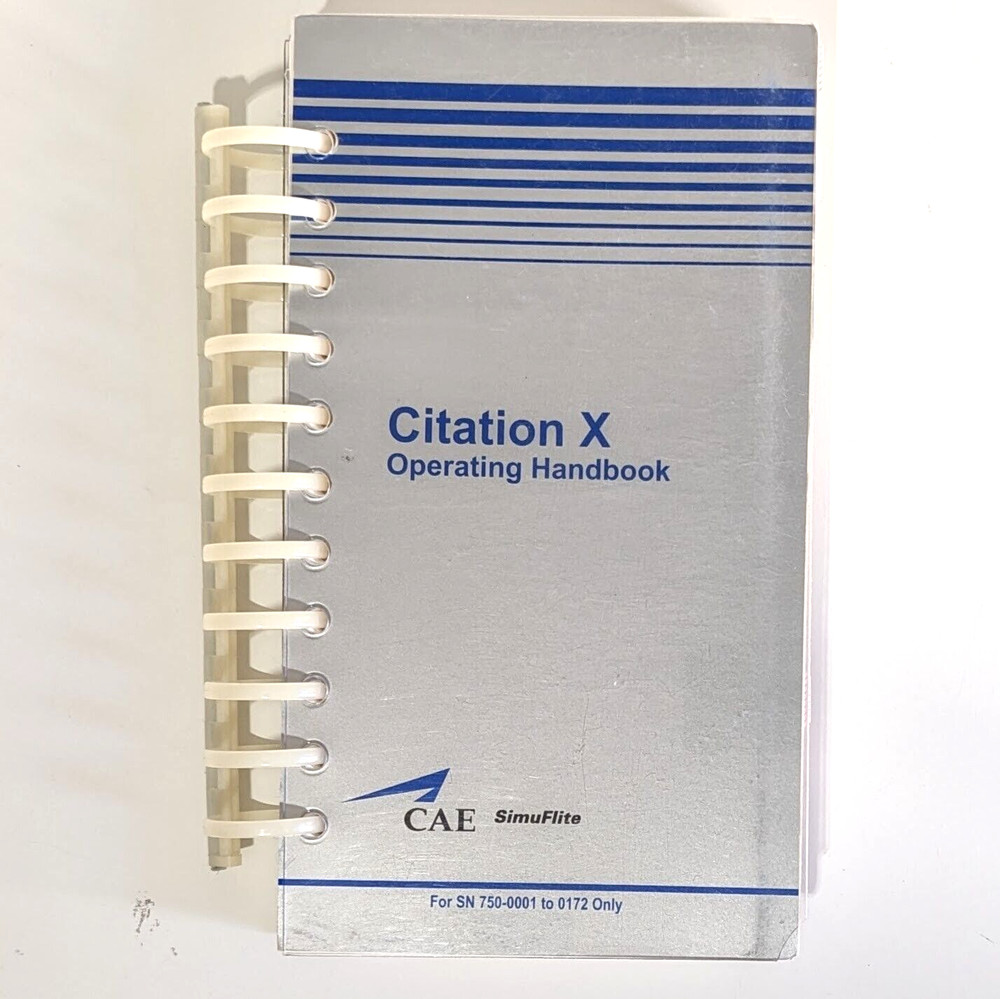 Citation X
Operating Handbook
CAE SimuFlite
For SN 750-0001 to 0172 Only